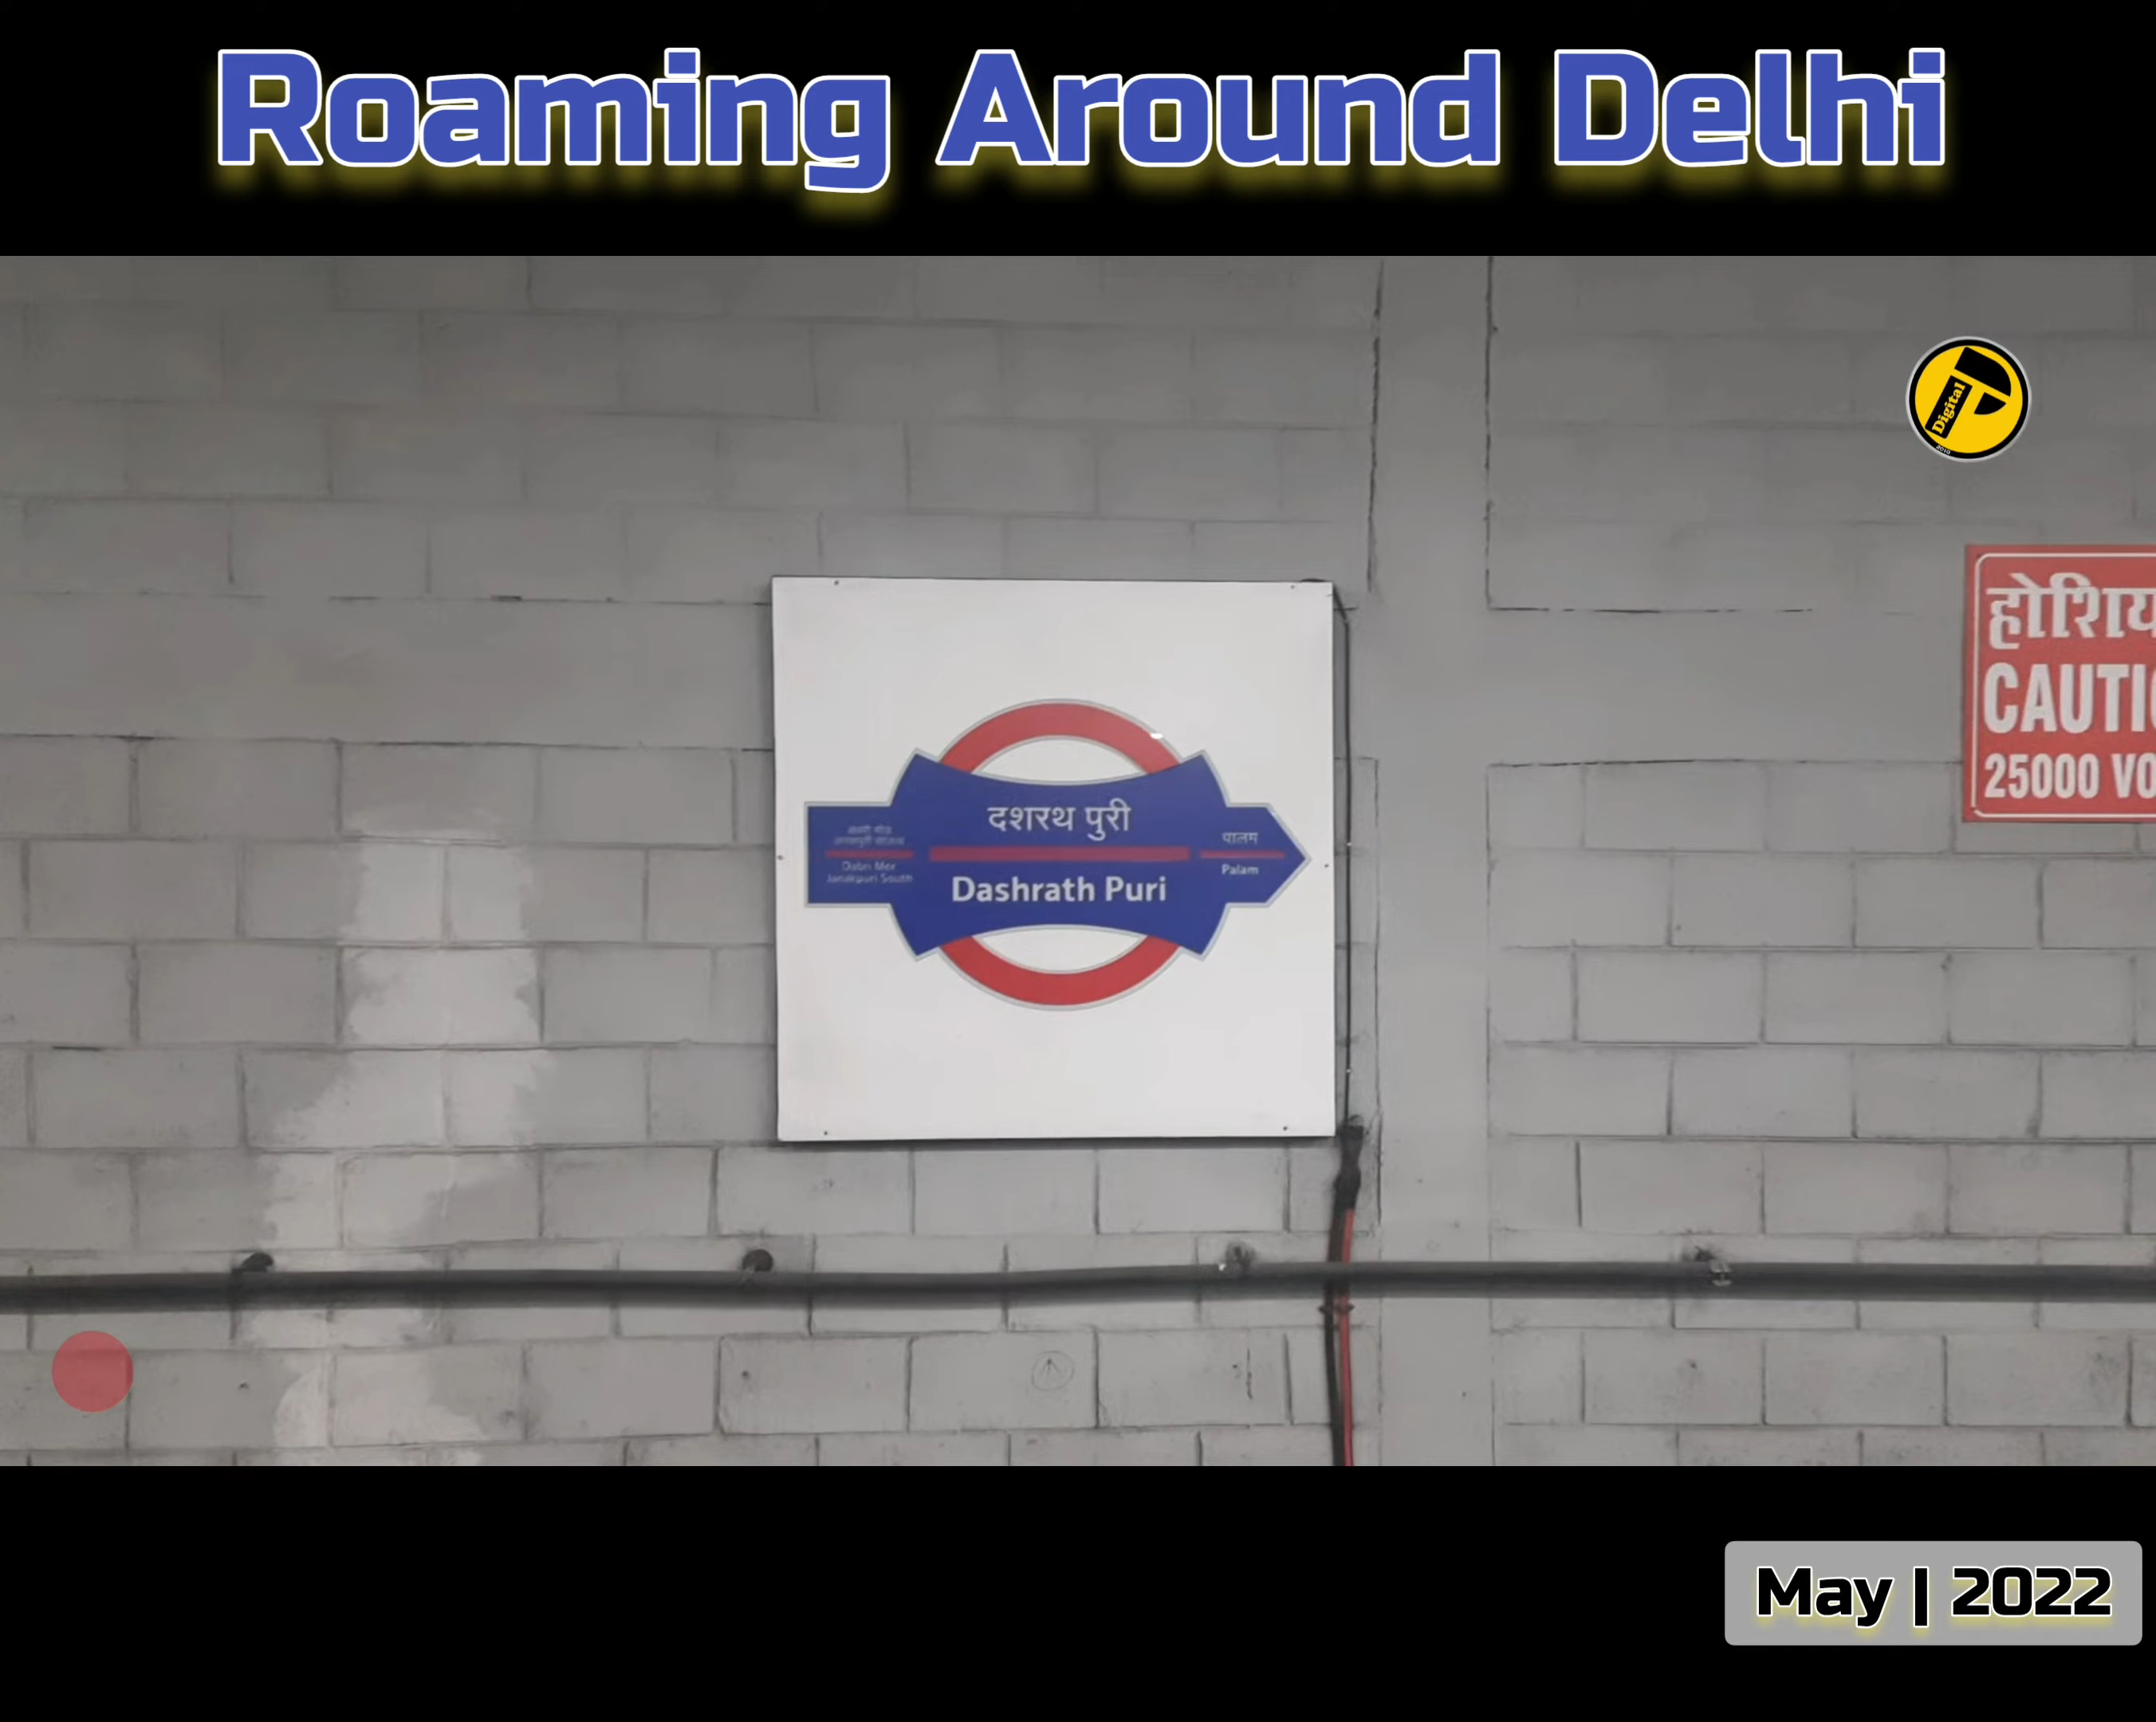 Roaming Around Delhi
Digital
होशिय
CAUTI
25000 VO
दशरथ पुरी
Dashrath Puri
Dabri Mor
Janakpuri South
पालम
Palam
May | 2022